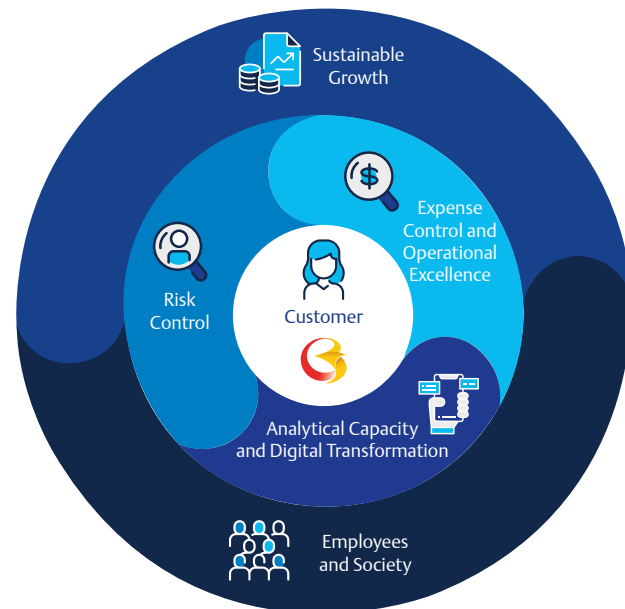 Sustainable
Growth
Expense
Control and
Operational
Excellence
Risk
Control
Customer
Analytical Capacity
and Digital Transformation
Employees
and Society